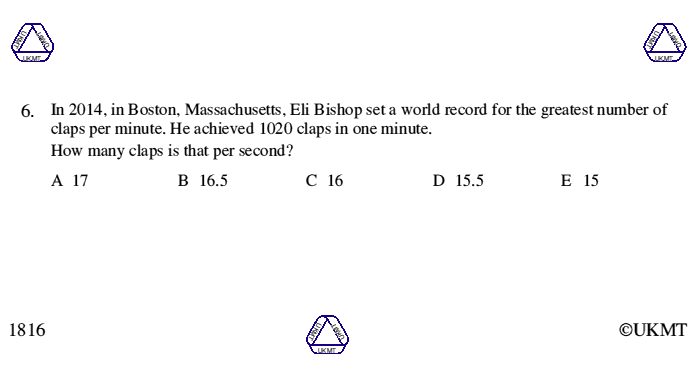 UKMT UKMT UKMT
UKMT UKMT UKMT
6. In 2014, in Boston, Massachusetts, Eli Bishop set a world record for the greatest number of
claps per minute. He achieved 1020 claps in one minute.
How many claps is that per second?
A 17 B 16.5 C 16 D 15.5 E 15
1816
UKMT UKMT UKMT
©UKMT